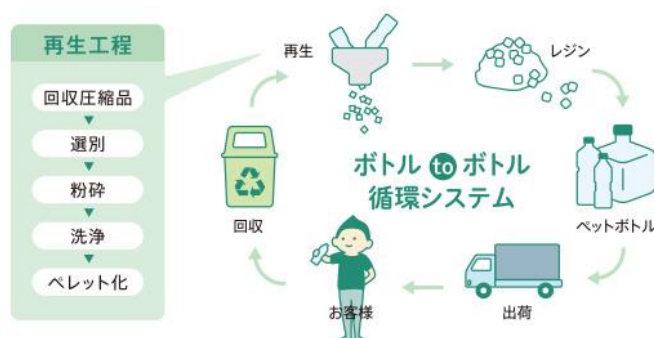 再生工程
回収圧縮品
選別
粉砕
洗浄
ペレット化
再生
レジン
ボトル to ボトル
循環システム
回収
ペットボトル
お客様
出荷